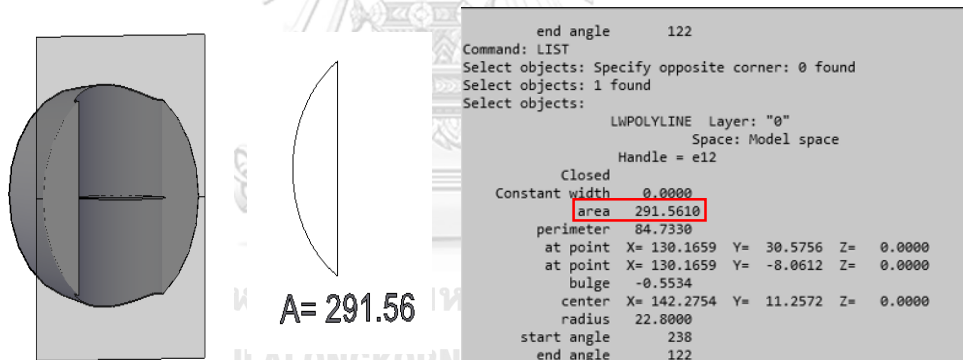 A= 291.56
end angle 122
Command: LIST
Select objects: Specify opposite corner: 0 found
Select objects: 1 found
Select objects:
LWPOLYLINE Layer: "0"
Space: Model space
Handle = e12
Closed
Constant width 0.0000
area 291.5610
perimeter 84.7330
at point X= 130.1659 Y= 30.5756 Z= 0.0000
at point X= 130.1659 Y= -8.0612 Z= 0.0000
bulge -0.5534
center X= 142.2754 Y= 11.2572 Z= 0.0000
radius 22.8000
start angle 238
end angle 122